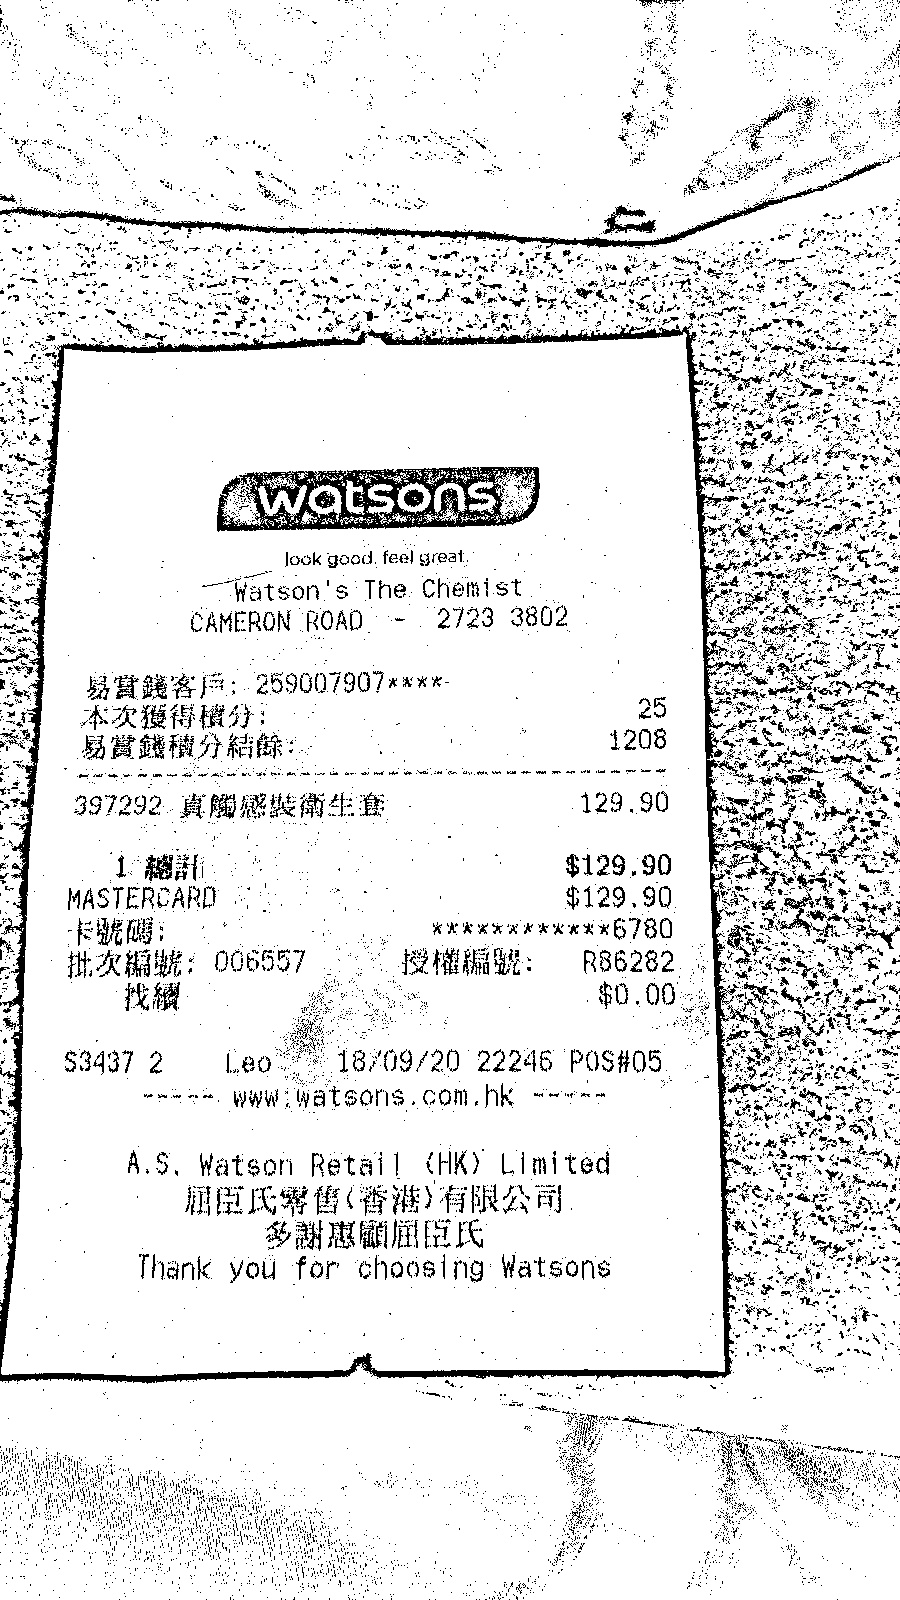 watsons
look good, feel great.
Watson's The Chemist
CAMERON ROAD - 2723 3802
易賞錢客戶: 259007907****
本次獲得積分: 25
易賞錢積分結餘: 1208
397292 真觸感裝衛生套 129.90
1 總計 $129.90
MASTERCARD $129.90
卡號碼: ************6780
批次編號: 006557 授權編號: R86282
找續 $0.00
S3437 2 Leo 18/09/20 22246 POS#05
----- www.watsons.com.hk -----
A.S. Watson Retail (HK) Limited
屈臣氏零售(香港)有限公司
多謝惠顧屈臣氏
Thank you for choosing Watsons